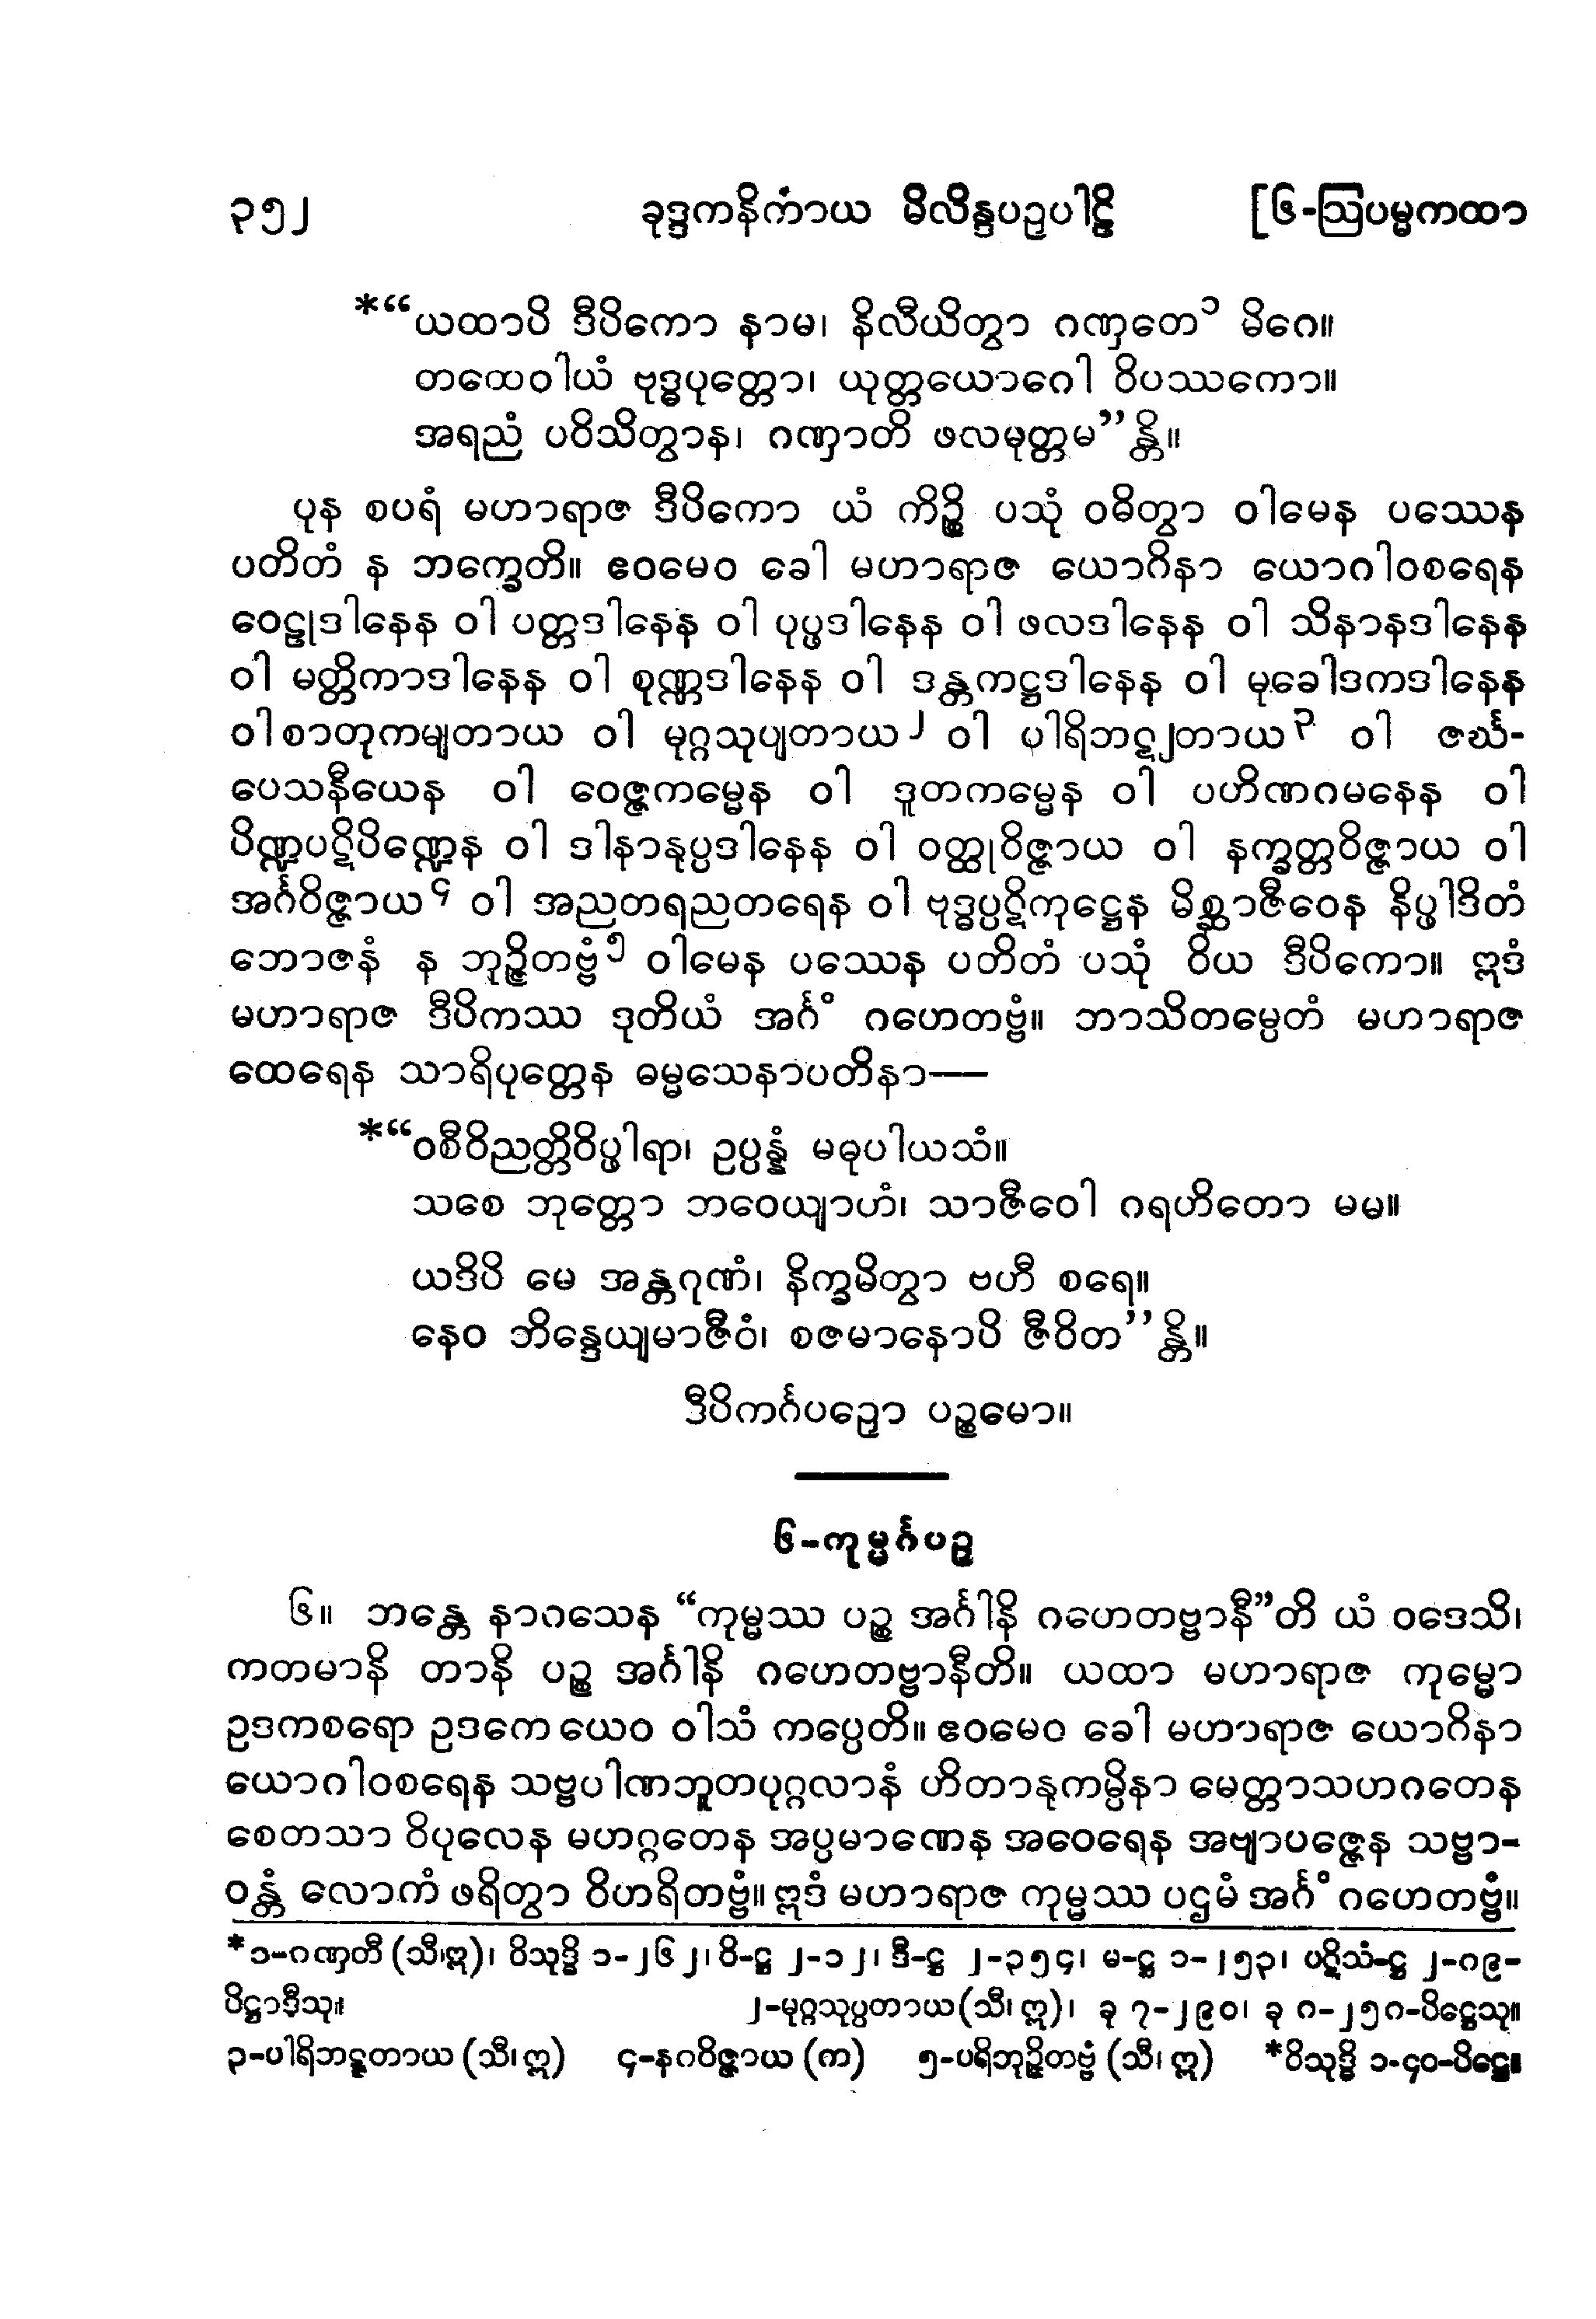 ၃၅၂ ခုဒ္ဒကနိကာယ မိလိန္ဒပဉှပါဠိ [၆-ဩပမ္မကထာ
*“ယထာပိ ဒီပိကော နာမ၊ နိလီယိတွာ ဂဏှတေ၁ မိဂေ။
တထေဝါယံ ဗုဒ္ဓပုတ္တော၊ ယုတ္တယောဂေါ ဝိပဿကော။
အရညံ ပဝိသိတွာန၊ ဂဏှာတိ ဖလမုတ္တမ”န္တိ။
ပုန စပရံ မဟာရာဇ ဒီပိကော ယံ ကိဉ္စိ ပသုံ ဝဓိတွာ ဝါမေန ပဿေန
ပတိတံ န ဘက္ခေတိ။ ဧဝမေဝ ခေါ မဟာရာဇ ယောဂိနာ ယောဂါဝစရေန
ဝေဠုဒါနေန ဝါ ပတ္တဒါနေန ဝါ ပုပ္ဖဒါနေန ဝါ ဖလဒါနေန ဝါ သိနာနဒါနေန
ဝါ မတ္တိကာဒါနေန ဝါ စုဏ္ဏဒါနေန ဝါ ဒန္တကဋ္ဌဒါနေန ဝါ မုခေါဒကဒါနေန
ဝါ စာတုကမျတာယ ဝါ မုဂ္ဂသုပျတာယ၂ ဝါ ပါရိဘဋျတာယ၃ ဝါ ဇင်္ဃ-
ပေသနီယေန ဝါ ဝေဇ္ဇကမ္မေန ဝါ ဒူတကမ္မေန ဝါ ပဟိဏဂမနေန ဝါ
ပိဏ္ဍပဋိပိဏ္ဍေန ဝါ ဒါနာနုပ္ပဒါနေန ဝါ ဝတ္ထုဝိဇ္ဇာယ ဝါ နက္ခတ္တဝိဇ္ဇာယ ဝါ
အင်္ဂဝိဇ္ဇာယ၄ ဝါ အညတရညတရေန ဝါ ဗုဒ္ဓပ္ပဋိကုဋ္ဌေန မိစ္ဆာဇီဝေန နိပ္ဖါဒိတံ
ဘောဇနံ န ဘုဉ္ဇိတဗ္ဗံ၅ ဝါမေန ပဿေန ပတိတံ ပသုံ ဝိယ ဒီပိကော။ ဣဒံ
မဟာရာဇ ဒီပိကဿ ဒုတိယံ အင်္ဂံ ဂဟေတဗ္ဗံ။ ဘာသိတမ္ပေတံ မဟာရာဇ
ထေရေန သာရိပုတ္တေန ဓမ္မသေနာပတိနာ—
*“ဝစီဝိညတ္တိဝိပ္ဖါရာ၊ ဥပ္ပန္နံ မဓုပါယသံ။
သစေ ဘုတ္တော ဘဝေယျာဟံ၊ သာဇီဝေါ ဂရဟိတော မမ။
ယဒိပိ မေ အန္တဂုဏံ၊ နိက္ခမိတွာ ဗဟီ စရေ။
နေဝ ဘိန္ဒေယျမာဇီဝံ၊ စဇမာနောပိ ဇီဝိတ”န္တိ။
ဒီပိကင်္ဂပဉှော ပဉ္စမော။
၆-ကုမ္မင်္ဂပဉှ
၆။ ဘန္တေ နာဂသေန “ကုမ္မဿ ပဉ္စ အင်္ဂါနိ ဂဟေတဗ္ဗာနီ”တိ ယံ ဝဒေသိ၊
ကတမာနိ တာနိ ပဉ္စ အင်္ဂါနိ ဂဟေတဗ္ဗာနီတိ။ ယထာ မဟာရာဇ ကုမ္မော
ဥဒကစရော ဥဒကေ ယေဝ ဝါသံ ကပ္ပေတိ။ ဧဝမေဝ ခေါ မဟာရာဇ ယောဂိနာ
ယောဂါဝစရေန သဗ္ဗပါဏဘူတပုဂ္ဂလာနံ ဟိတာနုကမ္ပိနာ မေတ္တာသဟဂတေန
စေတသာ ဝိပုလေန မဟဂ္ဂတေန အပ္ပမာဏေန အဝေရေန အဗျာပဇ္ဇေန သဗ္ဗာ-
ဝန္တံ လောကံ ဖရိတွာ ဝိဟရိတဗ္ဗံ။ ဣဒံ မဟာရာဇ ကုမ္မဿ ပဌမံ အင်္ဂံ ဂဟေတဗ္ဗံ။
*၁-ဂဏှတီ (သီ၊ဣ)၊ ဝိသုဒ္ဓိ ၁-၂၆၂၊ ဝိ-ဋ္ဌ ၂-၁၂၊ ဒီ-ဋ္ဌ ၂-၃၅၄၊ မ-ဋ္ဌ ၁-၂၅၃၊ ပဋိသံ-ဋ္ဌ ၂-၈၉-
ပိဋ္ဌာဒီသု။ ၂-မုဂ္ဂသုပ္ပတာယ (သီ၊ ဣ)၊ ခု ၇-၂၉၀၊ ခု ၈-၂၅၈-ပိဋ္ဌေသု။
၃-ပါရိဘဋ္ဋတာယ (သီ၊ ဣ) ၄-နဂဝိဇ္ဇာယ (က) ၅-ပရိဘုဉ္ဇိတဗ္ဗံ (သီ၊ ဣ) *ဝိသုဒ္ဓိ ၁-၄၀-ပိဋ္ဌေ။